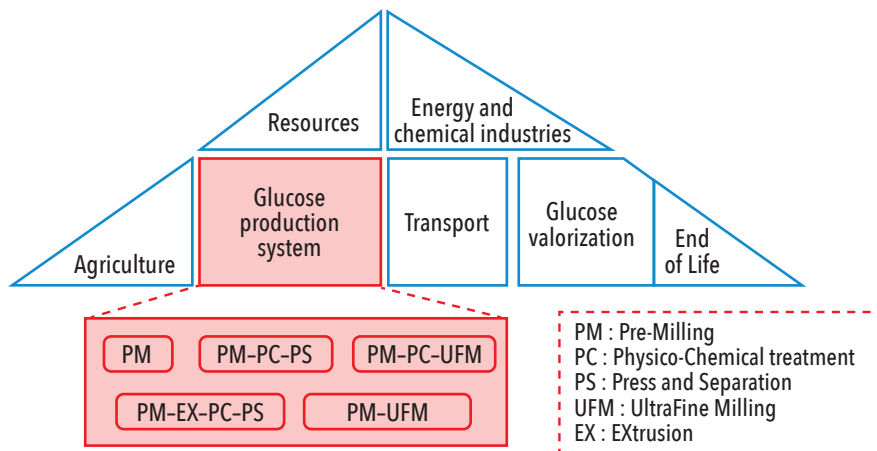 Resources
Energy and
chemical industries
Agriculture
Glucose
production
system
Transport
Glucose
valorization
End
of Life
PM
PM–PC–PS
PM–PC–UFM
PM–EX–PC–PS
PM–UFM
PM : Pre-Milling
PC : Physico-Chemical treatment
PS : Press and Separation
UFM : UltraFine Milling
EX : EXtrusion